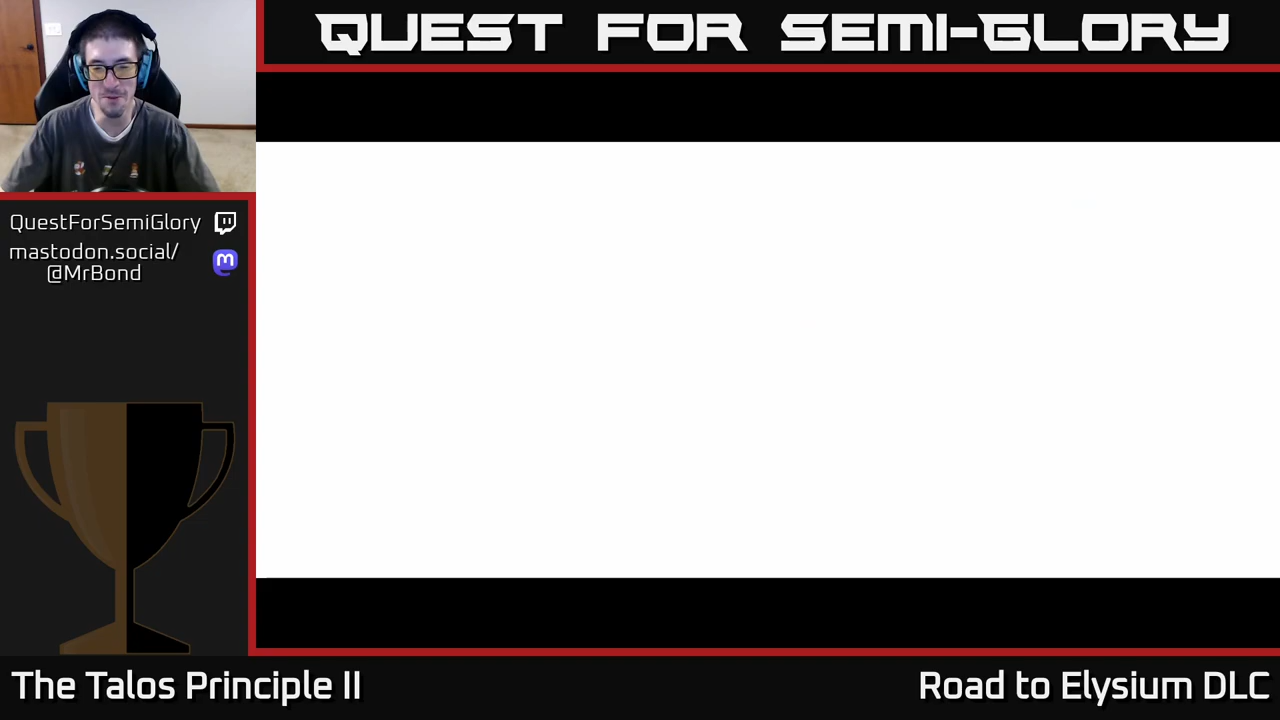 QUEST FOR SEMI-GLORY
QuestForSemiGlory
mastodon.social/
@MrBond
The Talos Principle II
Road to Elysium DLC